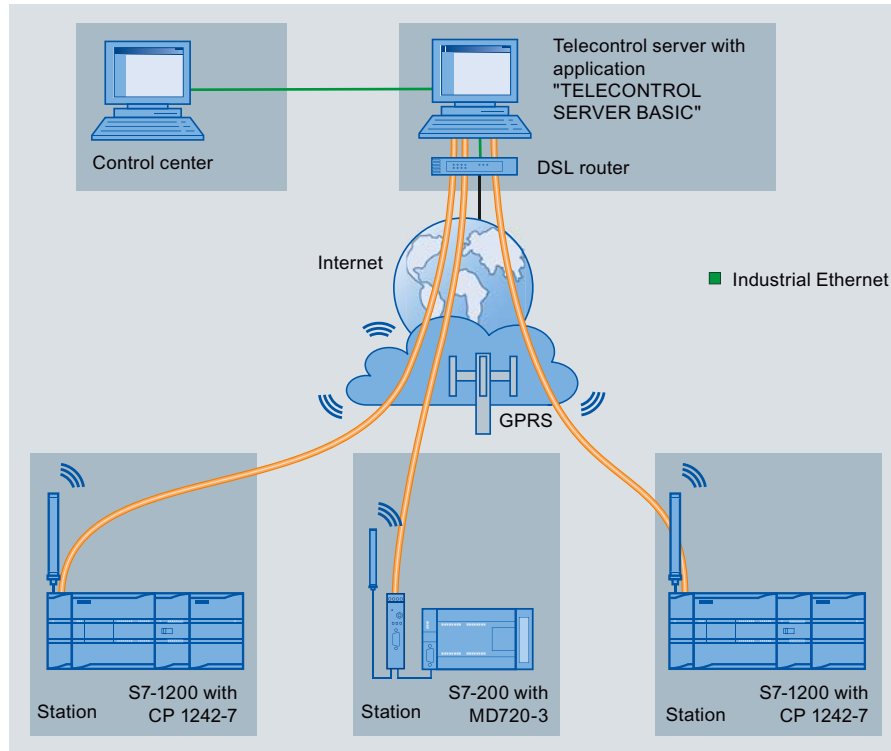 Telecontrol server with
application
"TELECONTROL
SERVER BASIC"
Control center
DSL router
Internet
Industrial Ethernet
GPRS
Station
S7-1200 with
CP 1242-7
Station
S7-200 with
MD720-3
Station
S7-1200 with
CP 1242-7